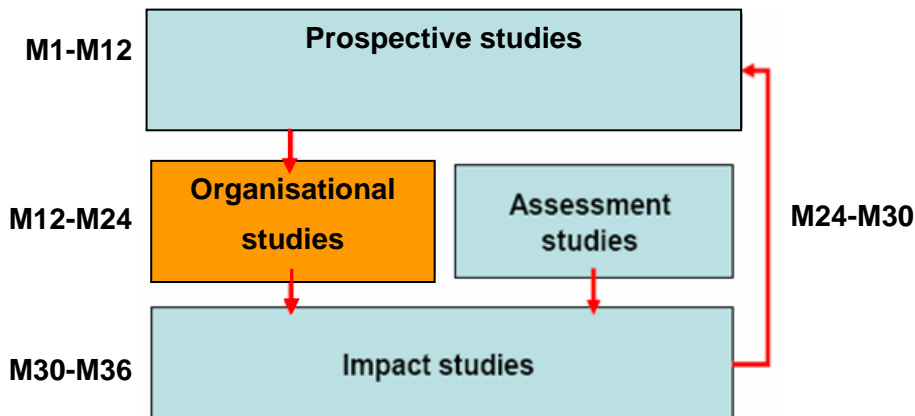 Prospective studies
M1-M12
Organisational
studies
M12-M24
Assessment
studies
M24-M30
Impact studies
M30-M36